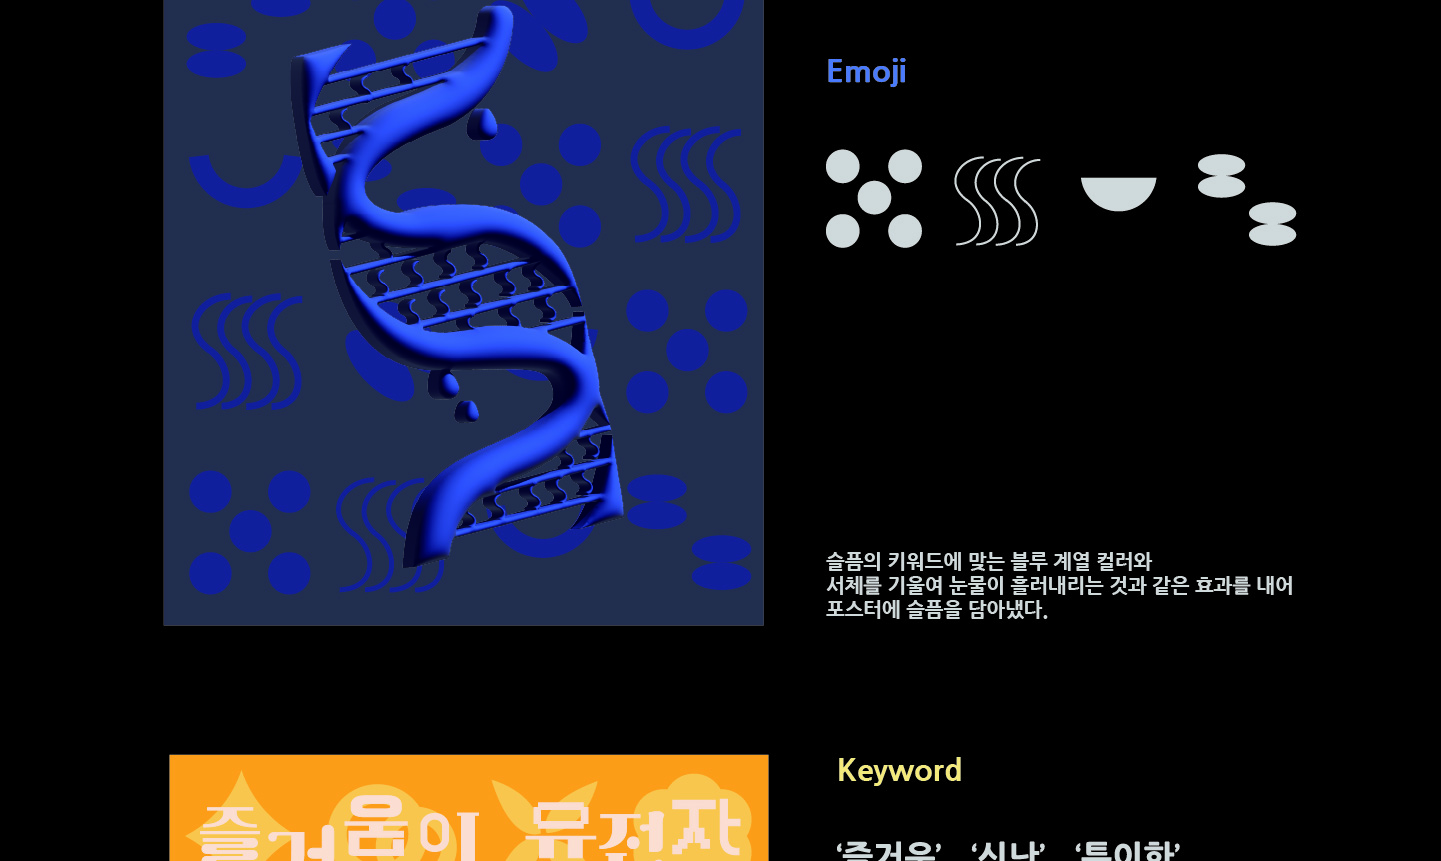 Emoji
슬픔의 키워드에 맞는 블루 계열 컬러와
서체를 기울여 눈물이 흘러내리는 것과 같은 효과를 내어
포스터에 슬픔을 담아냈다.
Keyword
즐거움이 유전자
‘즐거움’ ‘신남’ ‘특이함’